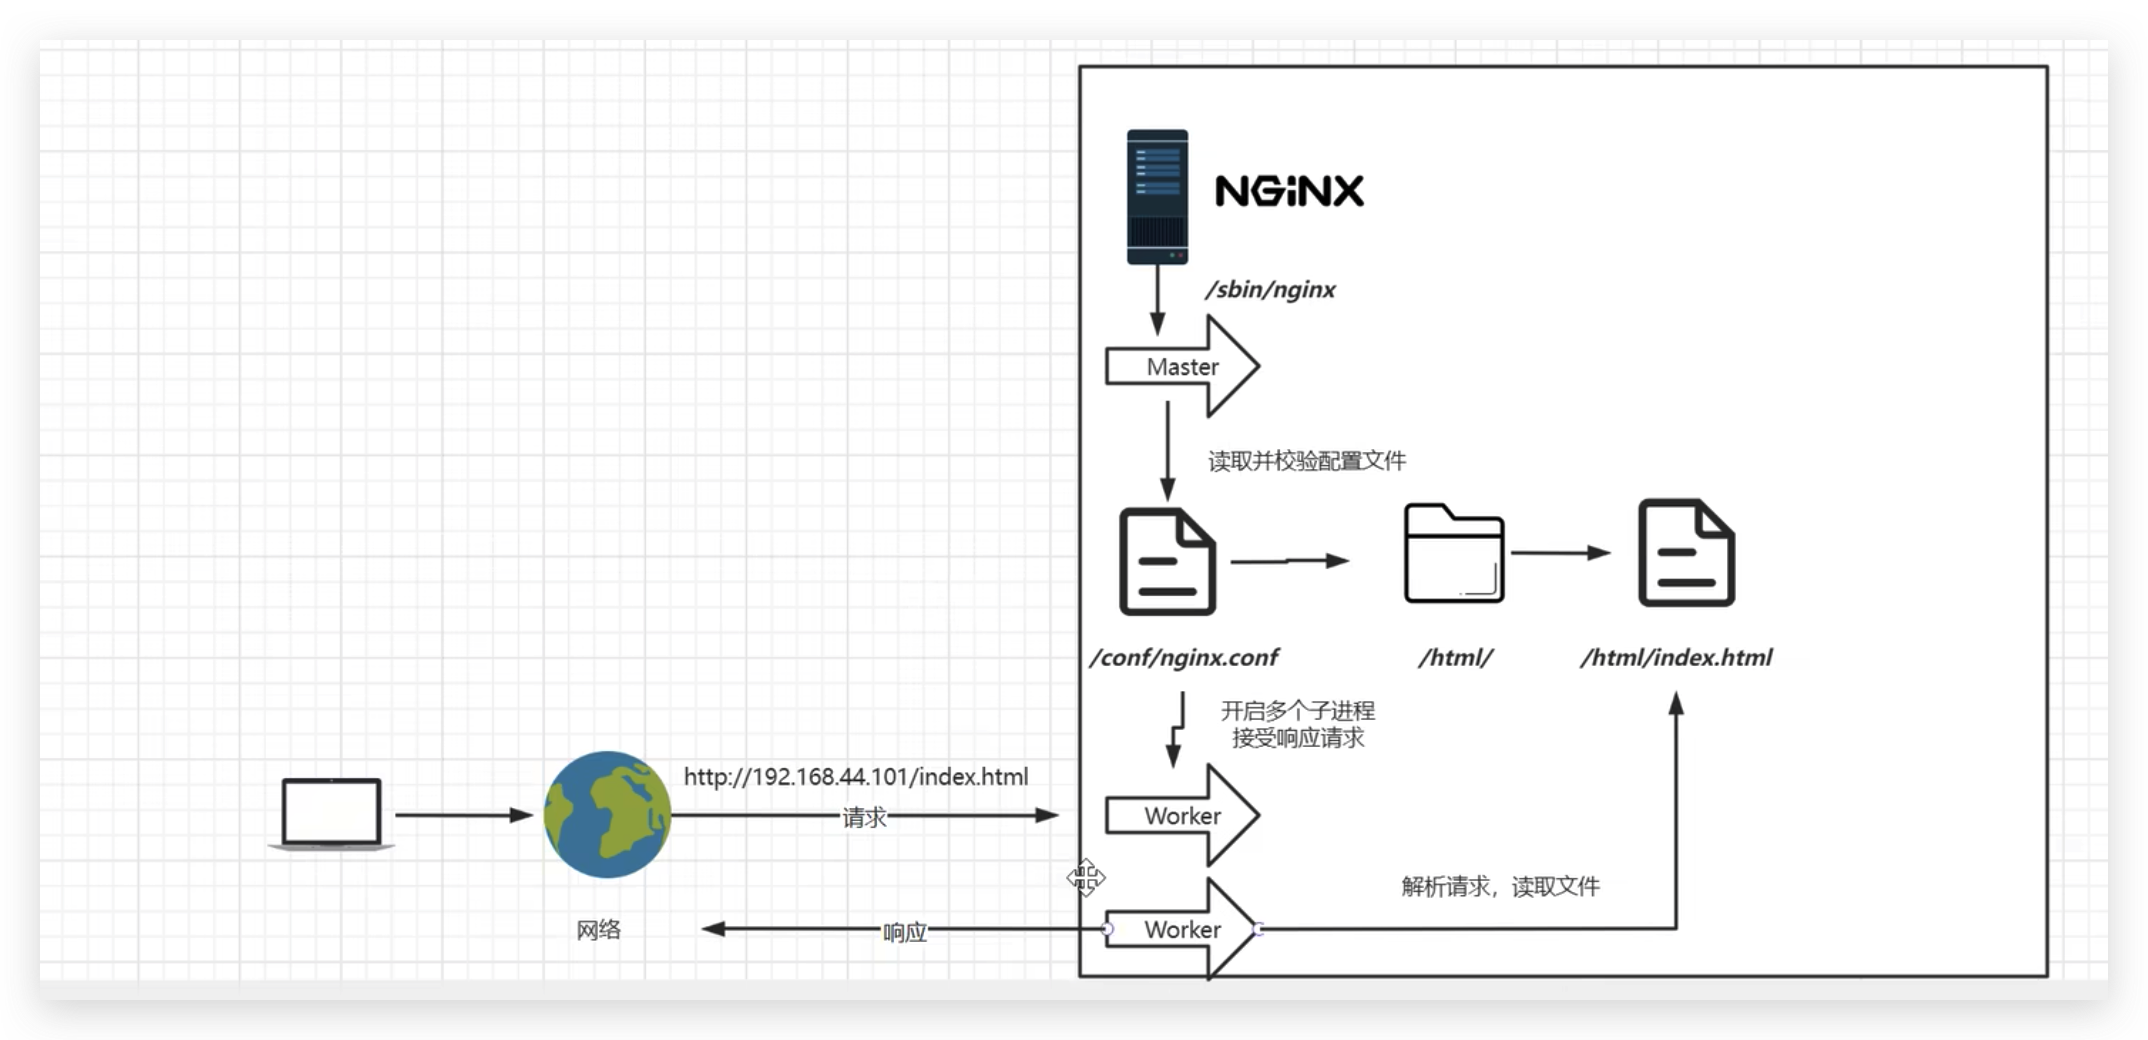 NGiNX
/sbin/nginx
Master
读取并校验配置文件
/conf/nginx.conf
/html/
/html/index.html
开启多个子进程
接受响应请求
http://192.168.44.101/index.html
请求
Worker
解析请求，读取文件
网络
响应
Worker